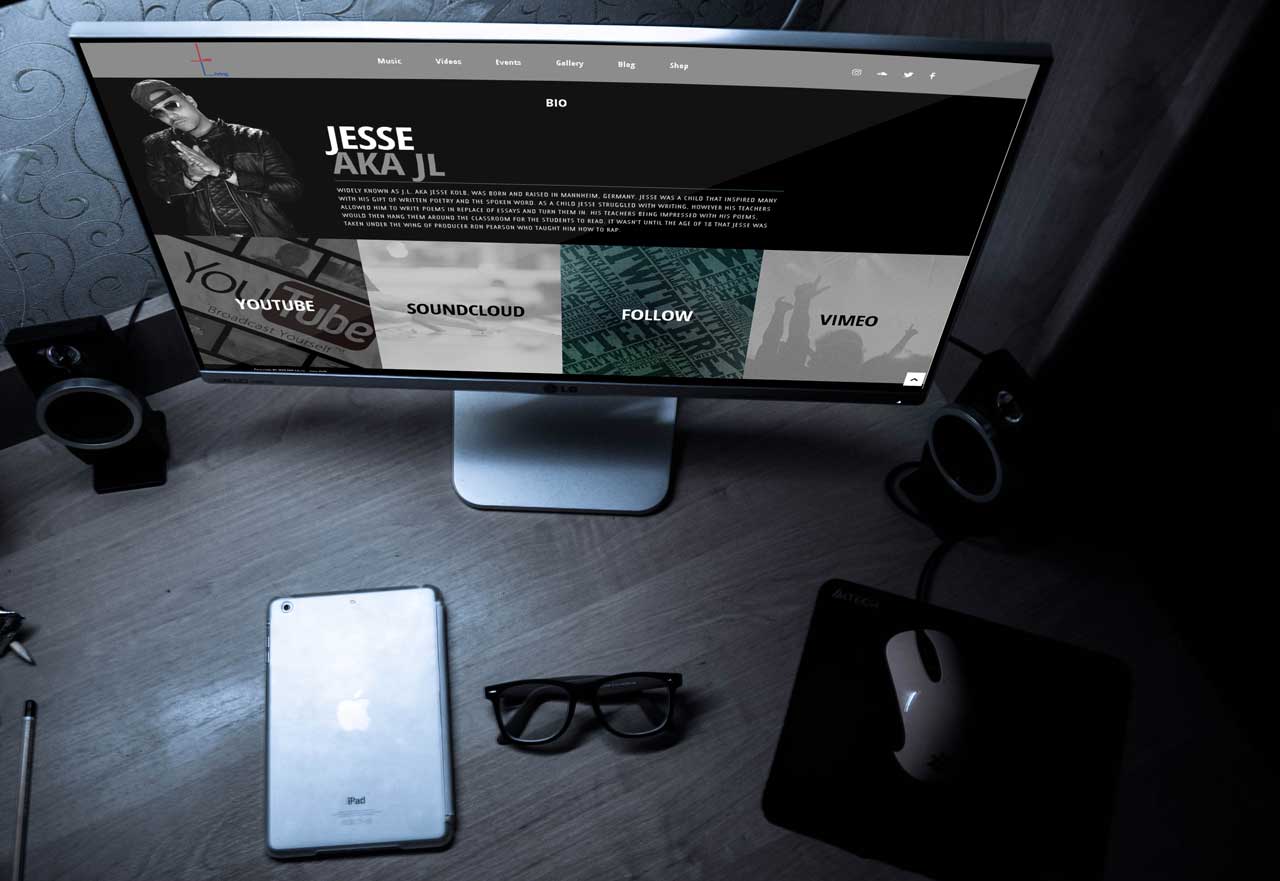 Music Videos Events Gallery Blog Shop
BIO
JESSE
AKA JL
WIDELY KNOWN AS J.L. AKA JESSE KOLB, WAS BORN AND RAISED IN MANNHEIM, GERMANY. JESSE WAS A CHILD THAT INSPIRED MANY
WITH HIS GIFT OF WRITTEN POETRY AND THE SPOKEN WORD. AS A CHILD JESSE STRUGGLED WITH WRITING, HOWEVER HIS TEACHERS
ALLOWED HIM TO WRITE POEMS IN REPLACE OF ESSAYS AND TURN THEM IN. HIS TEACHERS BEING IMPRESSED WITH HIS POEMS,
WOULD THEN HANG THEM AROUND THE CLASSROOM FOR THE STUDENTS TO READ. IT WASN'T UNTIL THE AGE OF 18 THAT JESSE WAS
TAKEN UNDER THE WING OF PRODUCER RON PEARSON WHO TAUGHT HIM HOW TO RAP.
YouTube
Broadcast Yourself™
YOUTUBE
SOUNDCLOUD
TWITTER
FOLLOW
VIMEO
LG
A4TECH
iPad